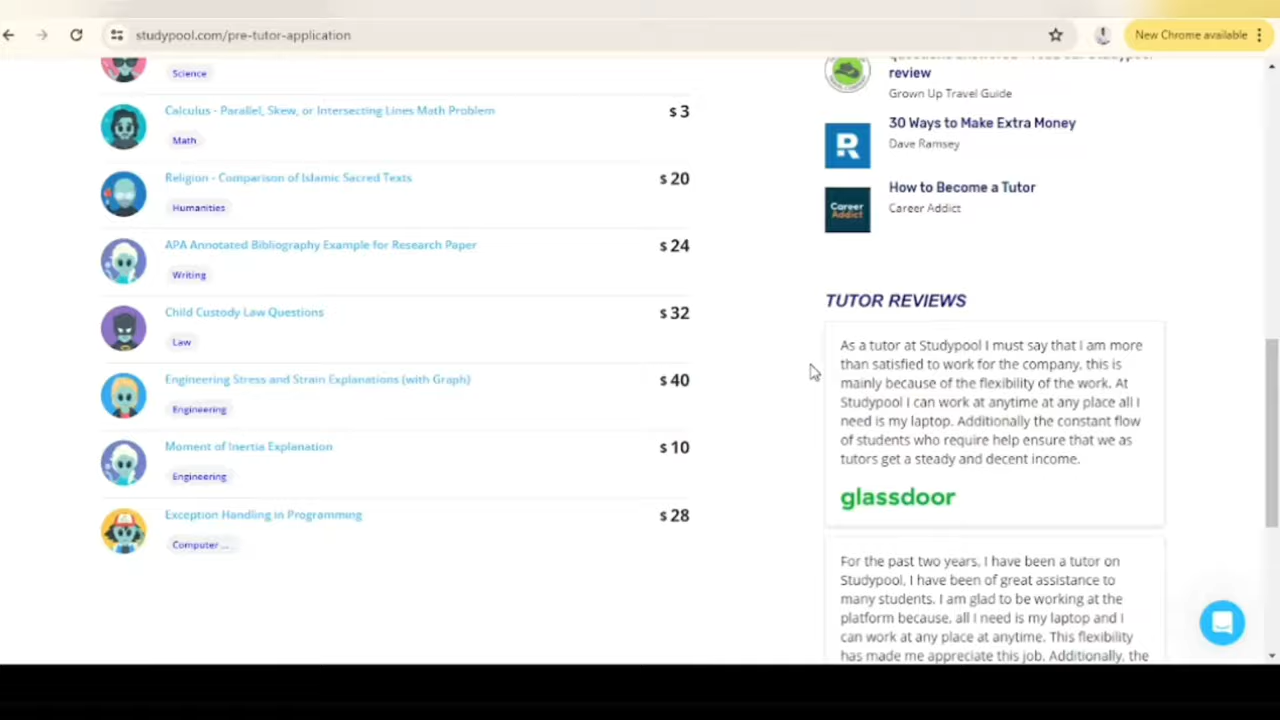 studypool.com/pre-tutor-application
New Chrome available
Science
Calculus - Parallel, Skew, or Intersecting Lines Math Problem
$ 3
Math
Religion - Comparison of Islamic Sacred Texts
$ 20
Humanities
APA Annotated Bibliography Example for Research Paper
$ 24
Writing
Child Custody Law Questions
$ 32
Law
Engineering Stress and Strain Explanations (with Graph)
$ 40
Engineering
Moment of Inertia Explanation
$ 10
Engineering
Exception Handling in Programming
$ 28
Computer ...
review
Grown Up Travel Guide
R
30 Ways to Make Extra Money
Dave Ramsey
Career
Addict
How to Become a Tutor
Career Addict
TUTOR REVIEWS
As a tutor at Studypool I must say that I am more
than satisfied to work for the company, this is
mainly because of the flexibility of the work. At
Studypool I can work at anytime at any place all I
need is my laptop. Additionally the constant flow
of students who require help ensure that we as
tutors get a steady and decent income.
glassdoor
For the past two years, I have been a tutor on
Studypool, I have been of great assistance to
many students. I am glad to be working at the
platform because, all I need is my laptop and I
can work at any place at anytime. This flexibility
has made me appreciate this job. Additionally, the